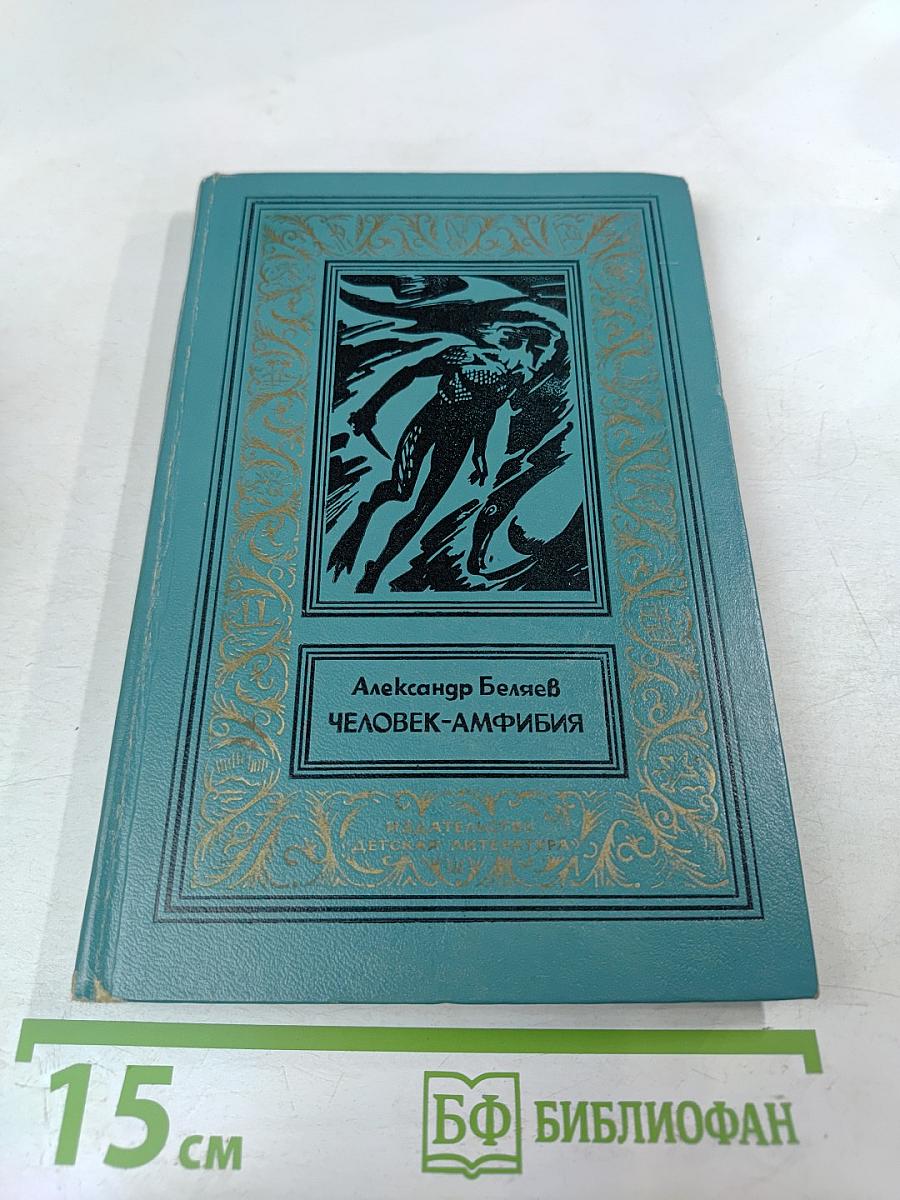 Александр Беляев
ЧЕЛОВЕК-АМФИБИЯ
ИЗДАТЕЛЬСТВО
«ДЕТСКАЯ ЛИТЕРАТУРА»
15 см
БФ БИБЛИОФАН